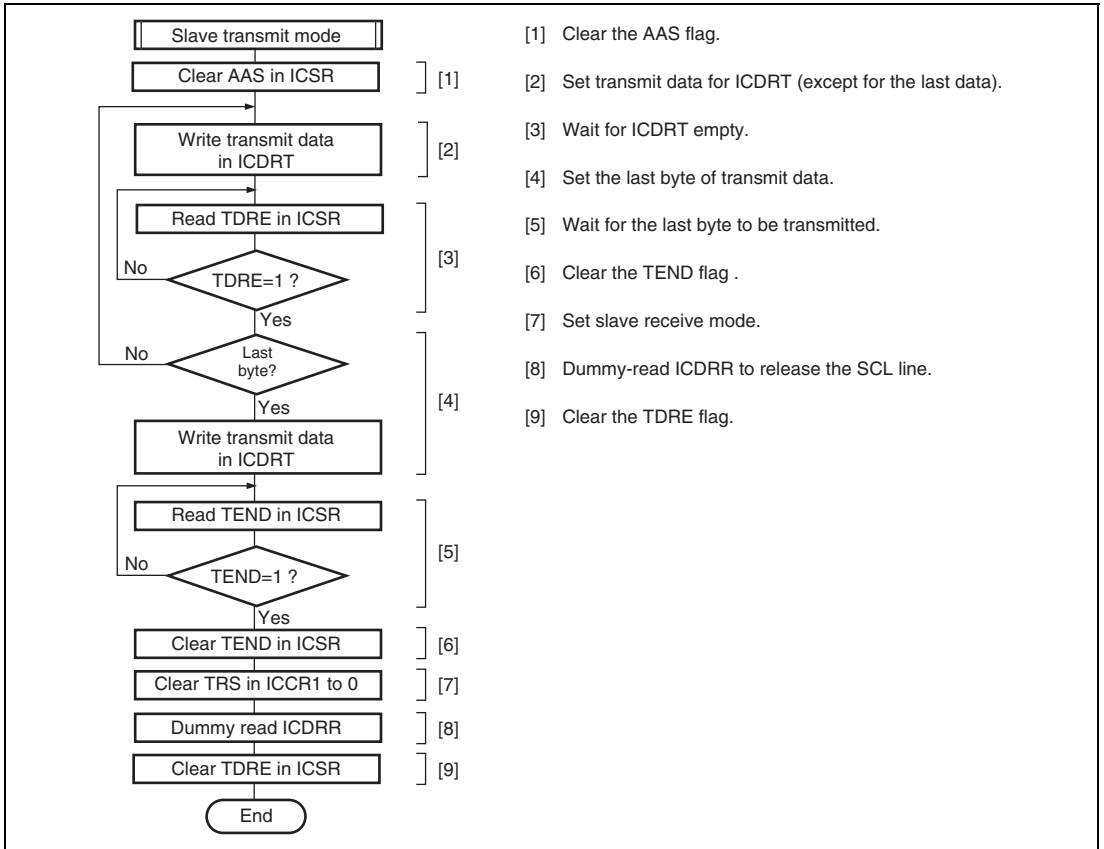 Slave transmit mode
Clear AAS in ICSR
[1]
Write transmit data
in ICDRT
[2]
Read TDRE in ICSR
No
TDRE=1 ?
[3]
Yes
No
Last
byte?
Yes
[4]
Write transmit data
in ICDRT
Read TEND in ICSR
No
TEND=1 ?
[5]
Yes
Clear TEND in ICSR
[6]
Clear TRS in ICCR1 to 0
[7]
Dummy read ICDRR
[8]
Clear TDRE in ICSR
[9]
End
[1] Clear the AAS flag.
[2] Set transmit data for ICDRT (except for the last data).
[3] Wait for ICDRT empty.
[4] Set the last byte of transmit data.
[5] Wait for the last byte to be transmitted.
[6] Clear the TEND flag .
[7] Set slave receive mode.
[8] Dummy-read ICDRR to release the SCL line.
[9] Clear the TDRE flag.